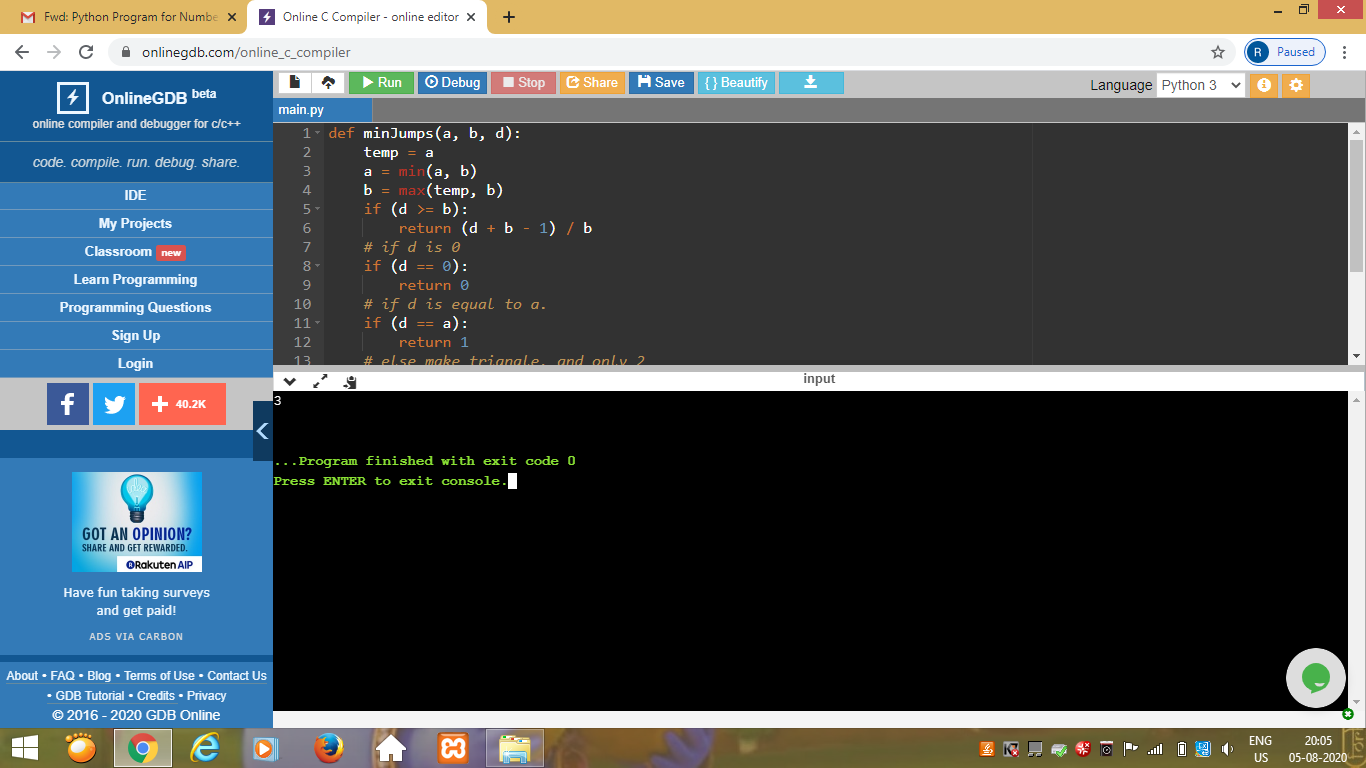 Fwd: Python Program for Numbe
Online C Compiler - online editor
onlinegdb.com/online_c_compiler
R Paused
OnlineGDB beta
online compiler and debugger for c/c++
code. compile. run. debug. share.
IDE
My Projects
Classroom new
Learn Programming
Programming Questions
Sign Up
Login
f
40.2K
GOT AN OPINION?
SHARE AND GET REWARDED.
Rakuten AIP
Have fun taking surveys
and get paid!
ADS VIA CARBON
About • FAQ • Blog • Terms of Use • Contact Us
• GDB Tutorial • Credits • Privacy
© 2016 - 2020 GDB Online
Run Debug Stop Share Save { } Beautify
Language Python 3
main.py
1 def minJumps(a, b, d):
2     temp = a
3     a = min(a, b)
4     b = max(temp, b)
5     if (d >= b):
6         return (d + b - 1) / b
7     # if d is 0
8     if (d == 0):
9         return 0
10     # if d is equal to a.
11     if (d == a):
12         return 1
13     # else make triangle, and only 2
input
3
...Program finished with exit code 0
Press ENTER to exit console.
ENG
US
20:05
05-08-2020